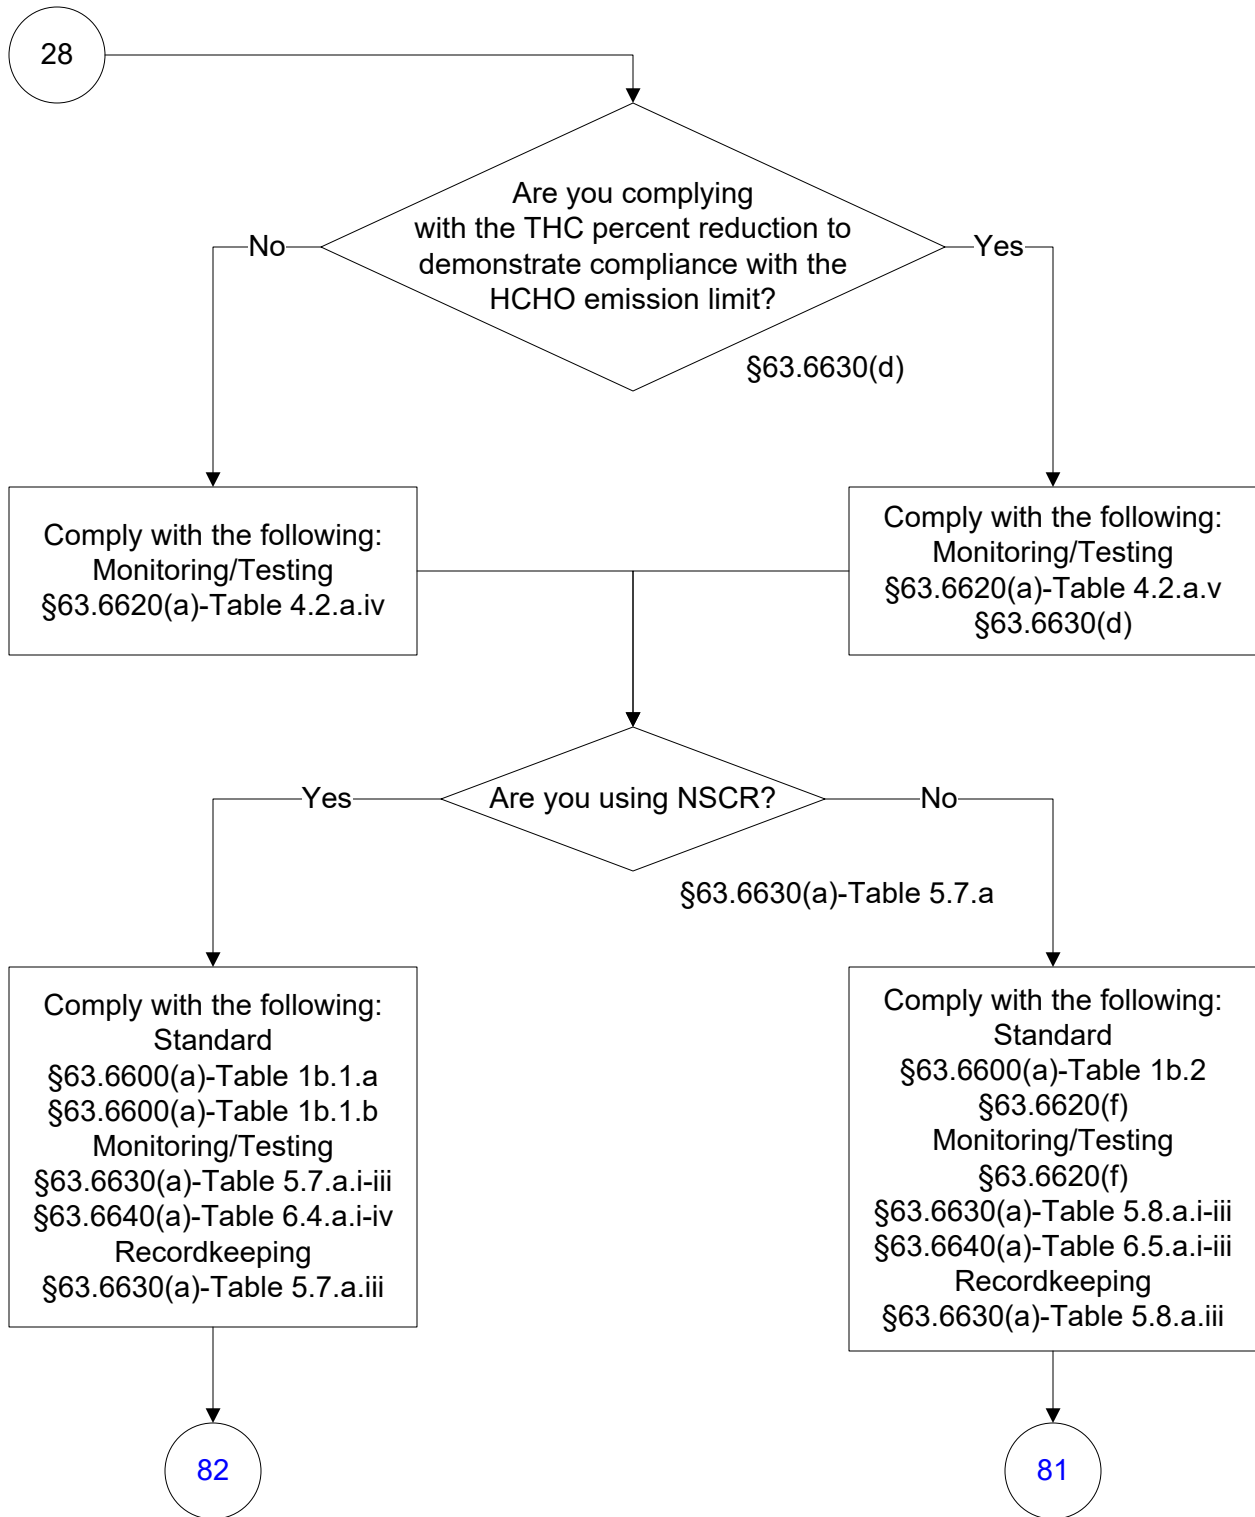 28
Are you complying
with the THC percent reduction to
demonstrate compliance with the
HCHO emission limit?
No
Yes
§63.6630(d)
Comply with the following:
Monitoring/Testing
§63.6620(a)-Table 4.2.a.iv
Comply with the following:
Monitoring/Testing
§63.6620(a)-Table 4.2.a.v
§63.6630(d)
Yes
Are you using NSCR?
No
§63.6630(a)-Table 5.7.a
Comply with the following:
Standard
§63.6600(a)-Table 1b.1.a
§63.6600(a)-Table 1b.1.b
Monitoring/Testing
§63.6630(a)-Table 5.7.a.i-iii
§63.6640(a)-Table 6.4.a.i-iv
Recordkeeping
§63.6630(a)-Table 5.7.a.iii
Comply with the following:
Standard
§63.6600(a)-Table 1b.2
§63.6620(f)
Monitoring/Testing
§63.6620(f)
§63.6630(a)-Table 5.8.a.i-iii
§63.6640(a)-Table 6.5.a.i-iii
Recordkeeping
§63.6630(a)-Table 5.8.a.iii
82
81